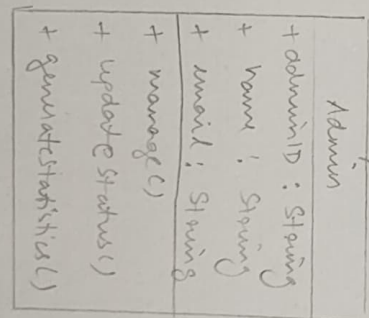 Admin
+ adminID : String
+ name : String
+ email : String
+ manage()
+ updateStatus()
+ generatestatistics()